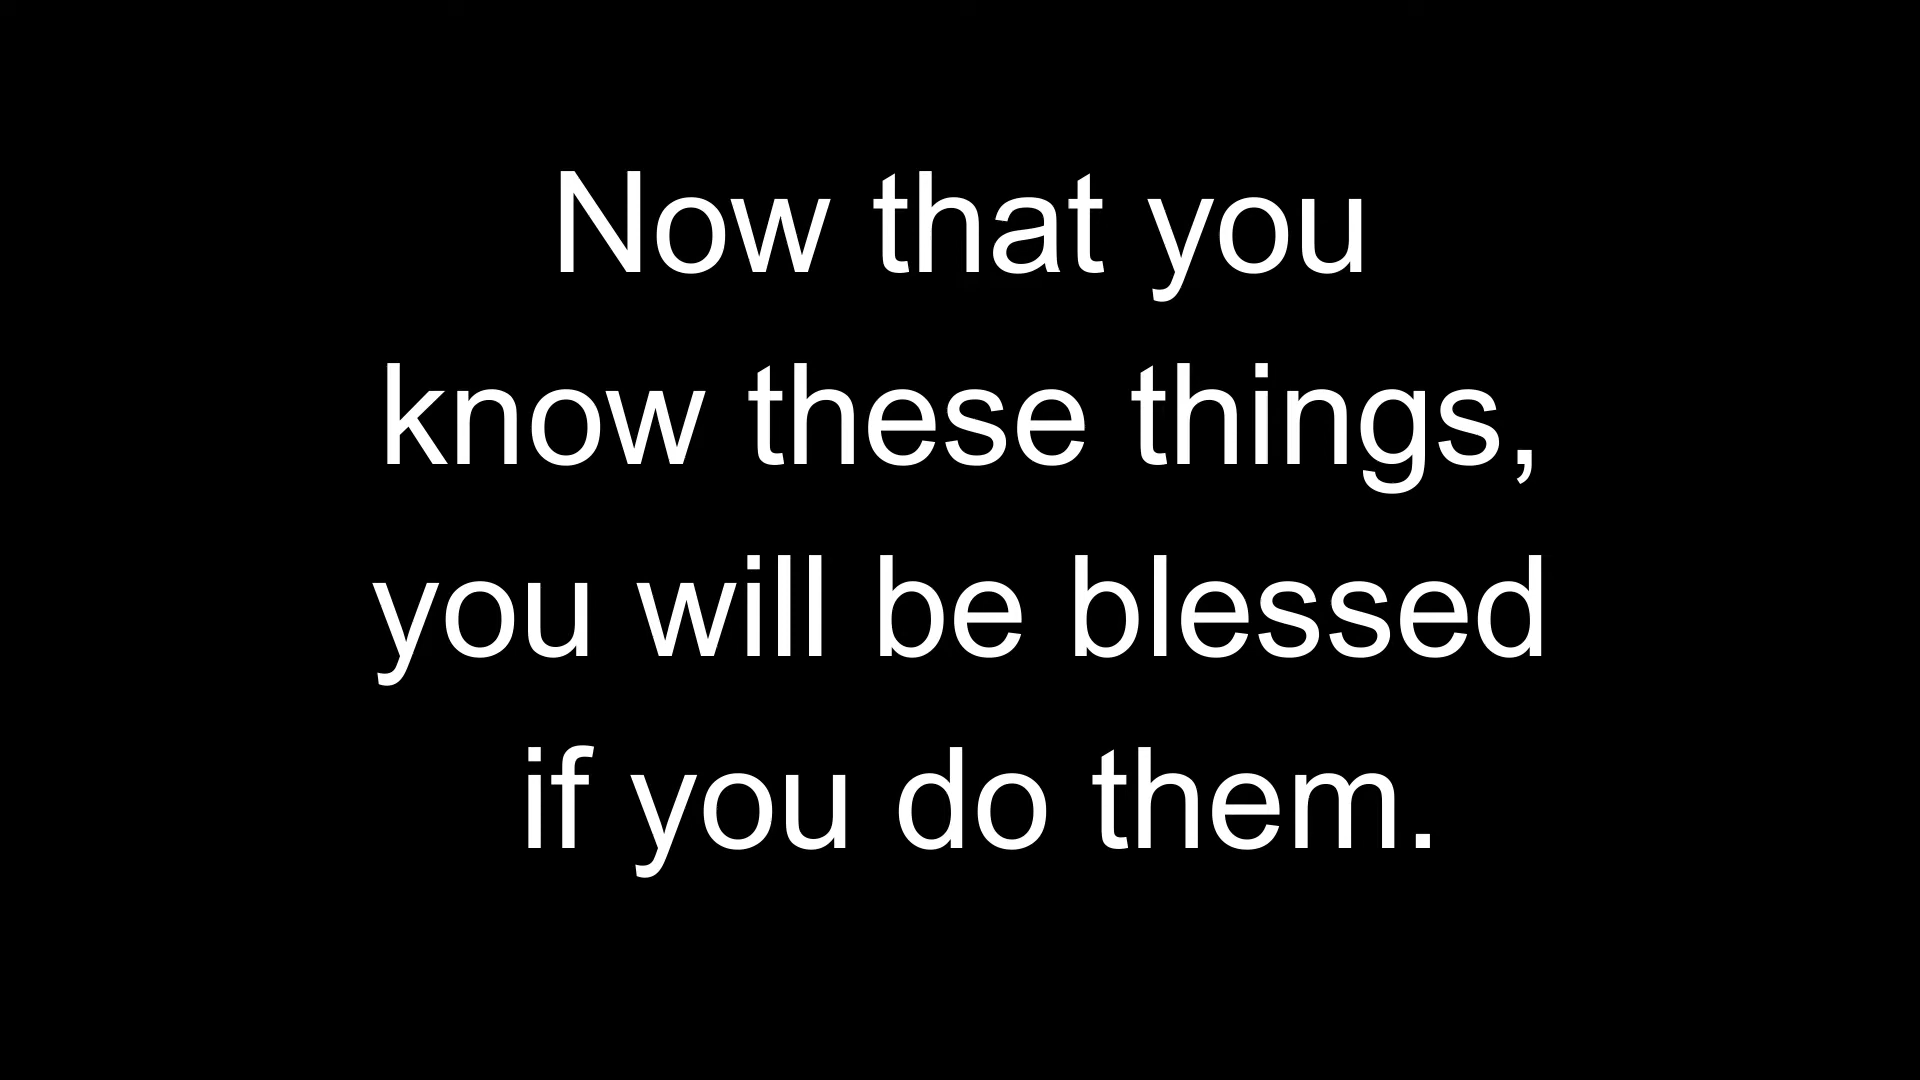 Now that you
know these things,
you will be blessed
if you do them.